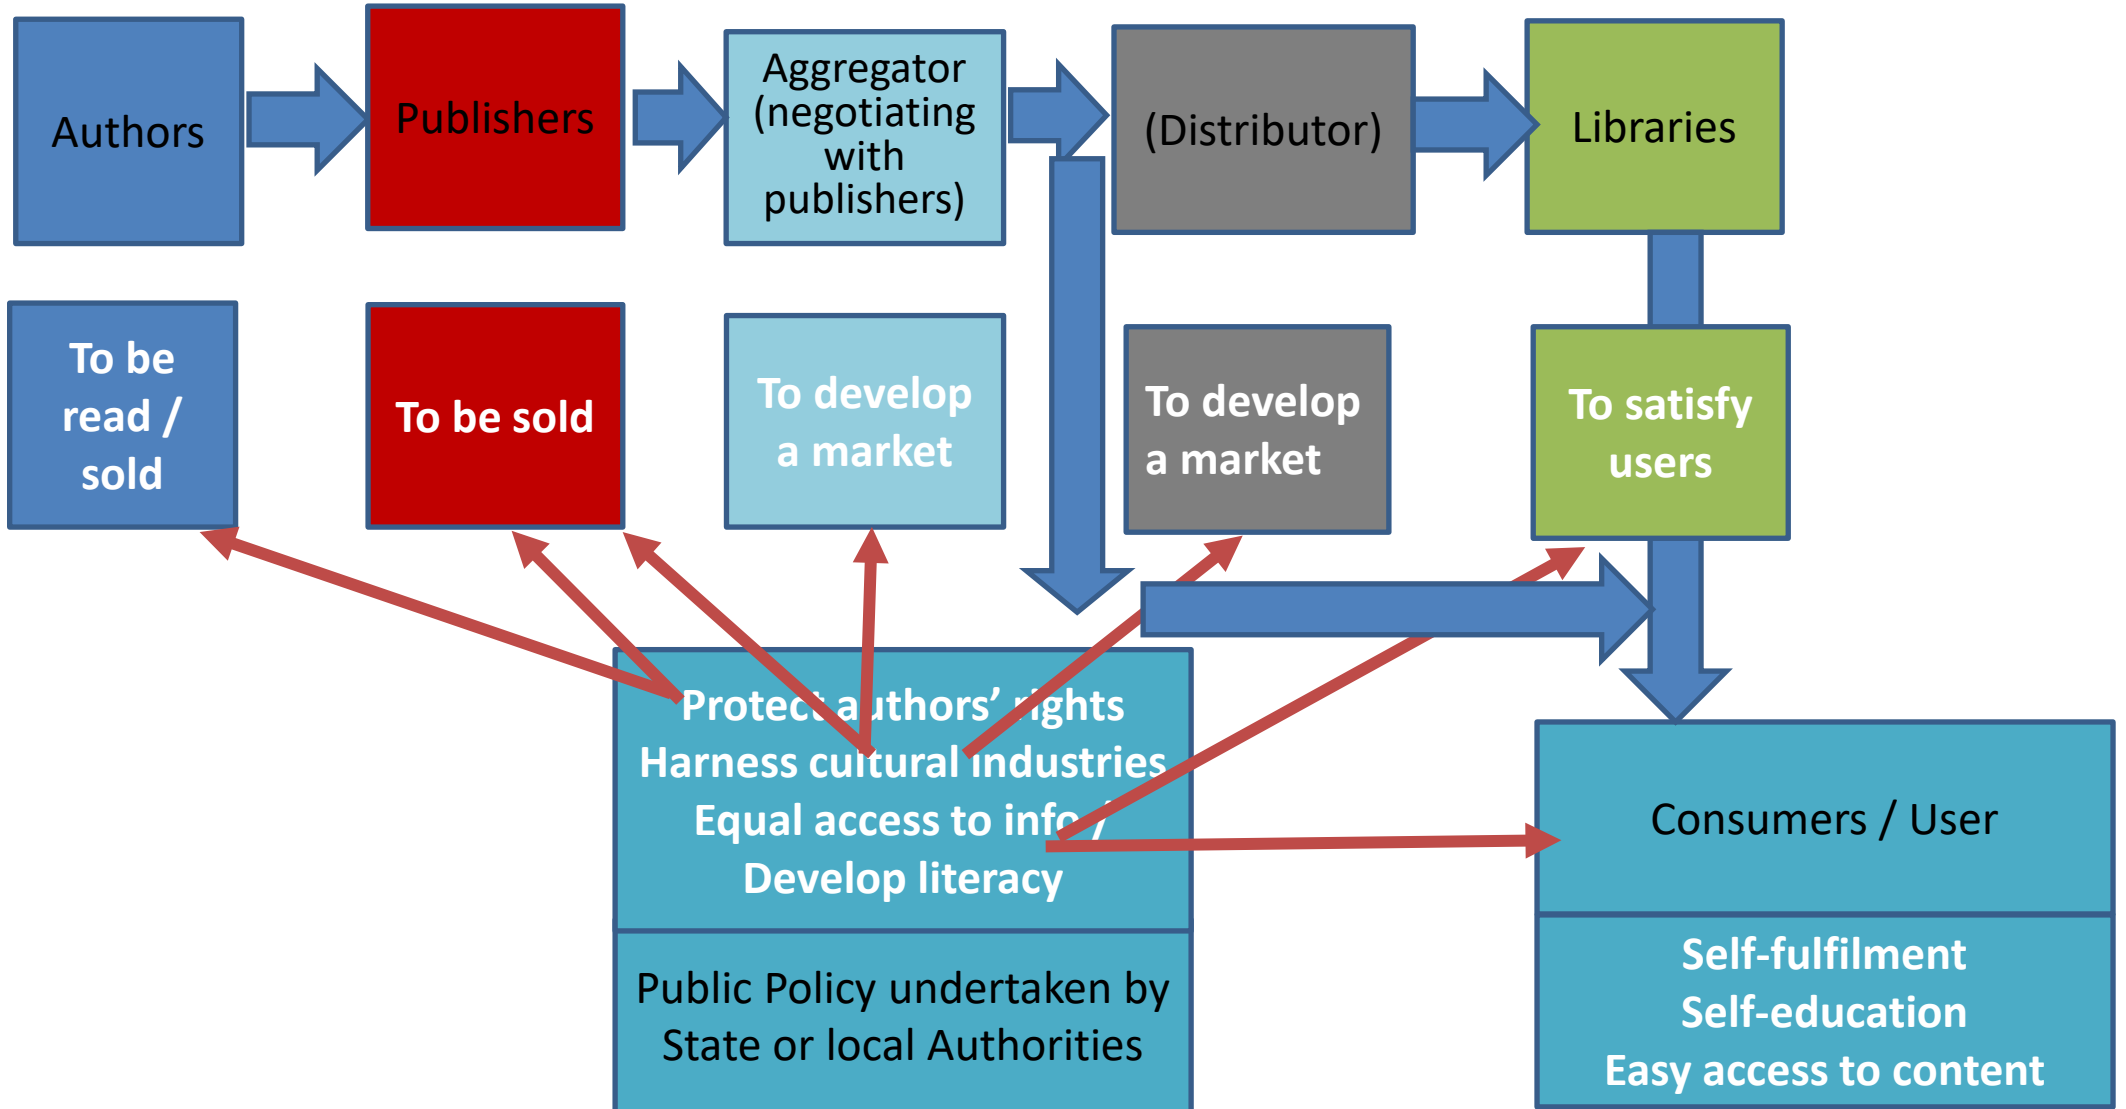 Authors
Publishers
Aggregator
(negotiating
with
publishers)
(Distributor)
Libraries
To be
read /
sold
To be sold
To develop
a market
To develop
a market
To satisfy
users
Protect authors’ rights
Harness cultural industries
Equal access to info /
Develop literacy
Public Policy undertaken by
State or local Authorities
Consumers / User
Self-fulfilment
Self-education
Easy access to content